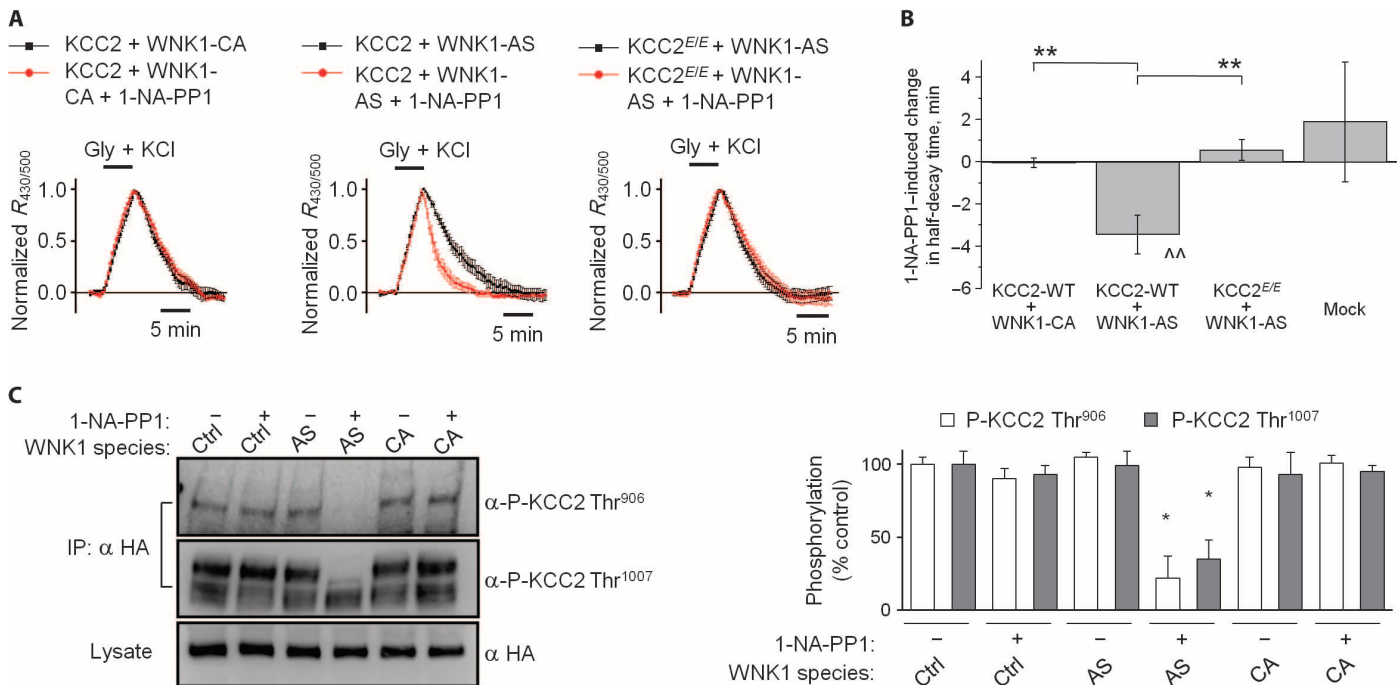 A
KCC2 + WNK1-CA
KCC2 + WNK1-
CA + 1-NA-PP1
KCC2 + WNK1-AS
KCC2 + WNK1-
AS + 1-NA-PP1
KCC2E/E + WNK1-AS
KCC2E/E + WNK1-
AS + 1-NA-PP1
Normalized R430/500
Gly + KCl
1.0
0.5
0.0
5 min
Normalized R430/500
Gly + KCl
1.0
0.5
0.0
5 min
Normalized R430/500
Gly + KCl
1.0
0.5
0.0
5 min
B
1-NA-PP1–induced change
in half-decay time, min
4
2
0
−2
−4
−6
**
**
^^
KCC2-WT
+
WNK1-CA
KCC2-WT
+
WNK1-AS
KCC2E/E
+
WNK1-AS
Mock
C
1-NA-PP1: − + − + − +
WNK1 species: Ctrl Ctrl AS AS CA CA
IP: α HA
α-P-KCC2 Thr906
α-P-KCC2 Thr1007
Lysate
α HA
P-KCC2 Thr906 P-KCC2 Thr1007
Phosphorylation
(% control)
100
50
0
* *
1-NA-PP1: − + − + − +
WNK1 species: Ctrl Ctrl AS AS CA CA